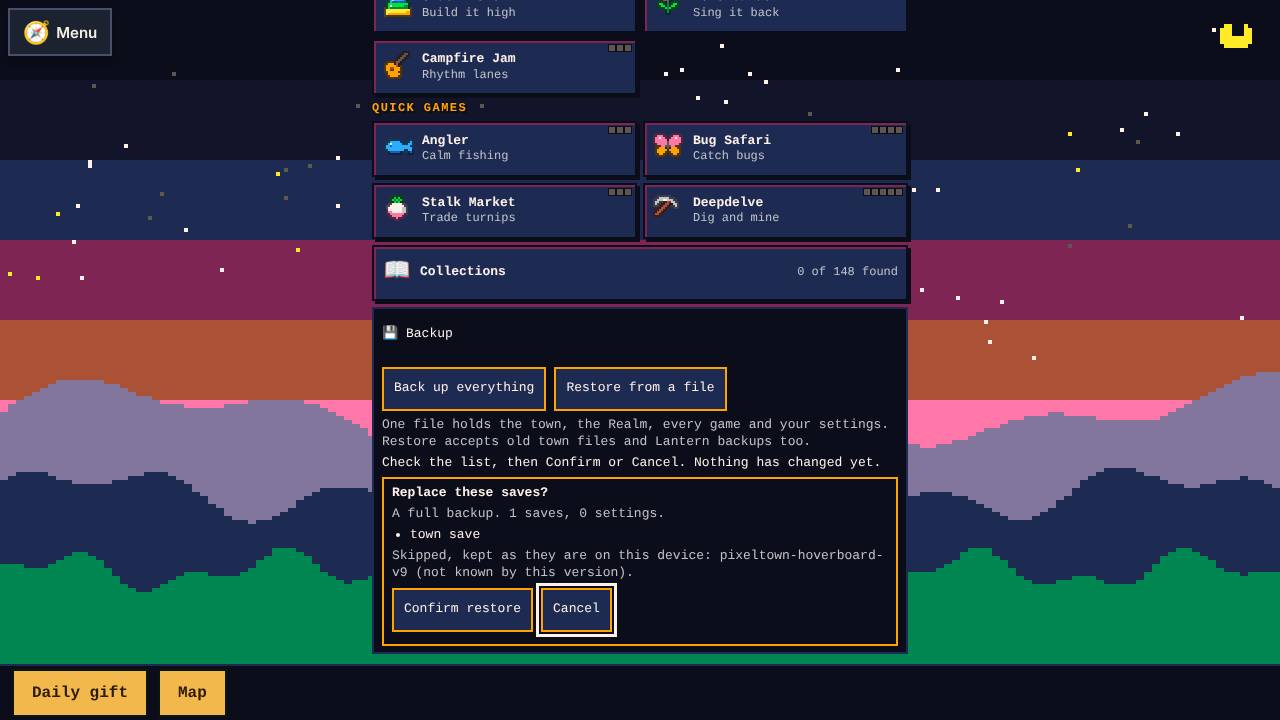 Menu
Build it high
Sing it back
Campfire Jam
Rhythm lanes
QUICK GAMES
Angler
Calm fishing
Bug Safari
Catch bugs
Stalk Market
Trade turnips
Deepdelve
Dig and mine
Collections
0 of 148 found
Backup
Back up everything
Restore from a file
One file holds the town, the Realm, every game and your settings.
Restore accepts old town files and Lantern backups too.
Check the list, then Confirm or Cancel. Nothing has changed yet.
Replace these saves?
A full backup. 1 saves, 0 settings.
• town save
Skipped, kept as they are on this device: pixeltown-hoverboard-
v9 (not known by this version).
Confirm restore
Cancel
Daily gift
Map